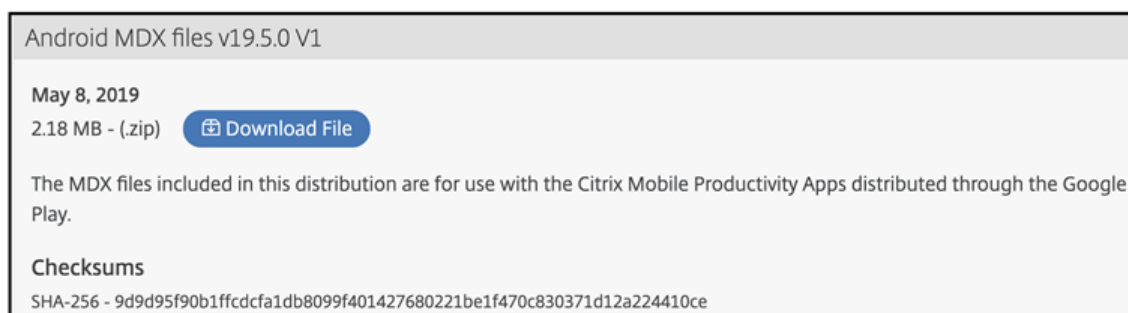 Android MDX files v19.5.0 V1
May 8, 2019
2.18 MB - (.zip) Download File
The MDX files included in this distribution are for use with the Citrix Mobile Productivity Apps distributed through the Google
Play.
Checksums
SHA-256 - 9d9d95f90b1ffcdcfa1db8099f401427680221be1f470c830371d12a224410ce